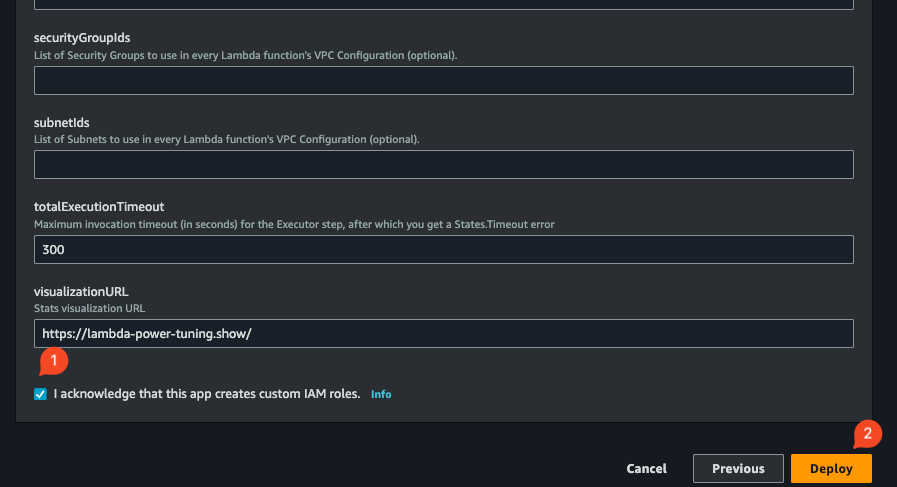 securityGroupIds
List of Security Groups to use in every Lambda function's VPC Configuration (optional).
subnetIds
List of Subnets to use in every Lambda function's VPC Configuration (optional).
totalExecutionTimeout
Maximum invocation timeout (in seconds) for the Executor step, after which you get a States.Timeout error
300
visualizationURL
Stats visualization URL
https://lambda-power-tuning.show/
1
I acknowledge that this app creates custom IAM roles. Info
2
Cancel Previous Deploy